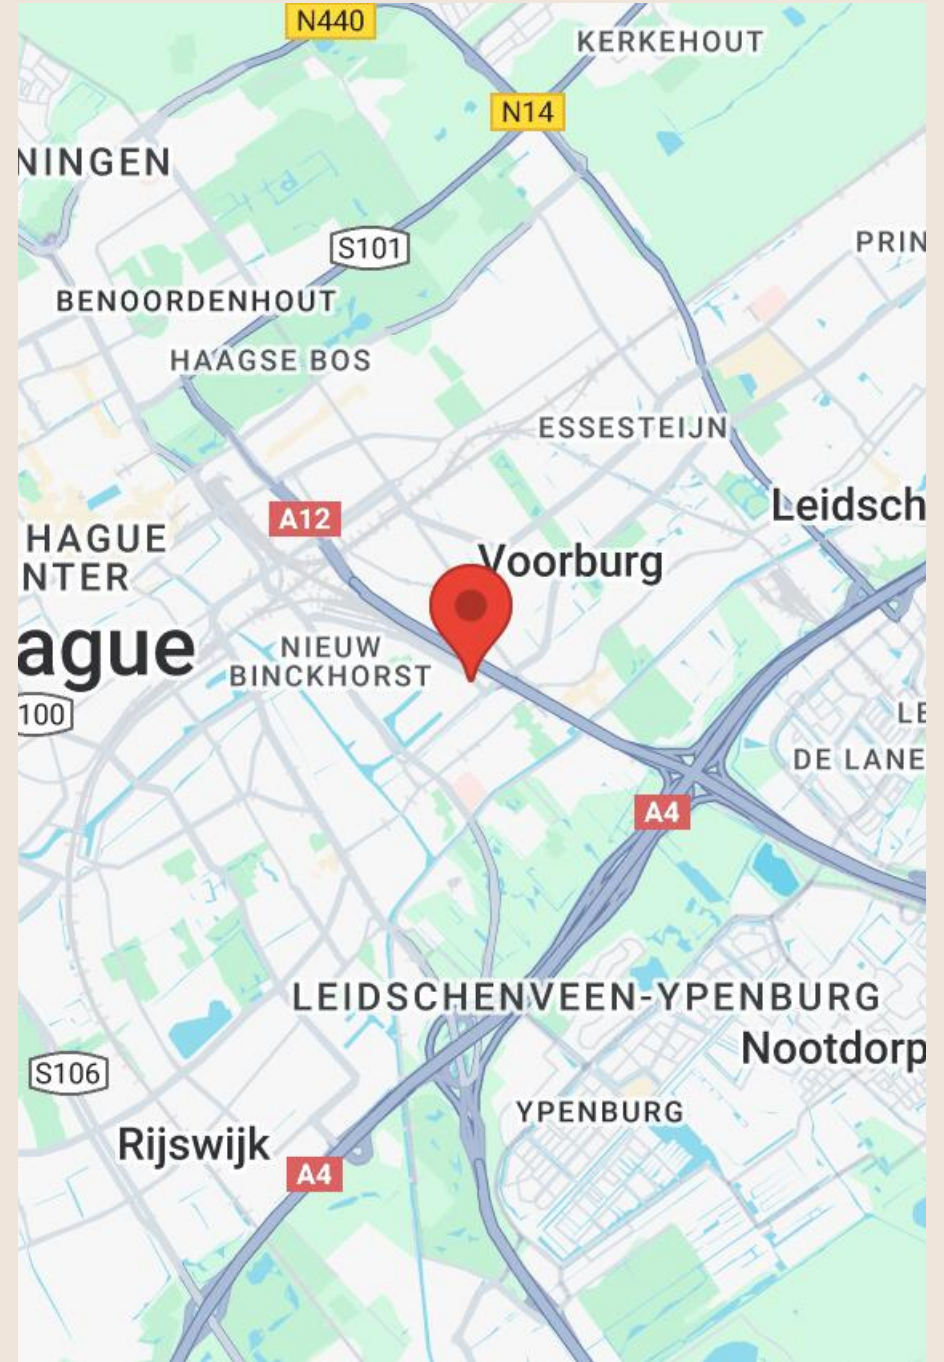 N440
KERKEHOUT
N14
NINGEN
S101
PRIN
BENOORDENHOUT
HAAGSE BOS
ESSESTEIJN
Leidsch
A12
HAGUE
NTER
Voorburg
ague
NIEUW
BINCKHORST
100
LE
DE LANE
A4
LEIDSCHENVEEN-YPENBURG
Nootdorp
S106
YPENBURG
Rijswijk
A4